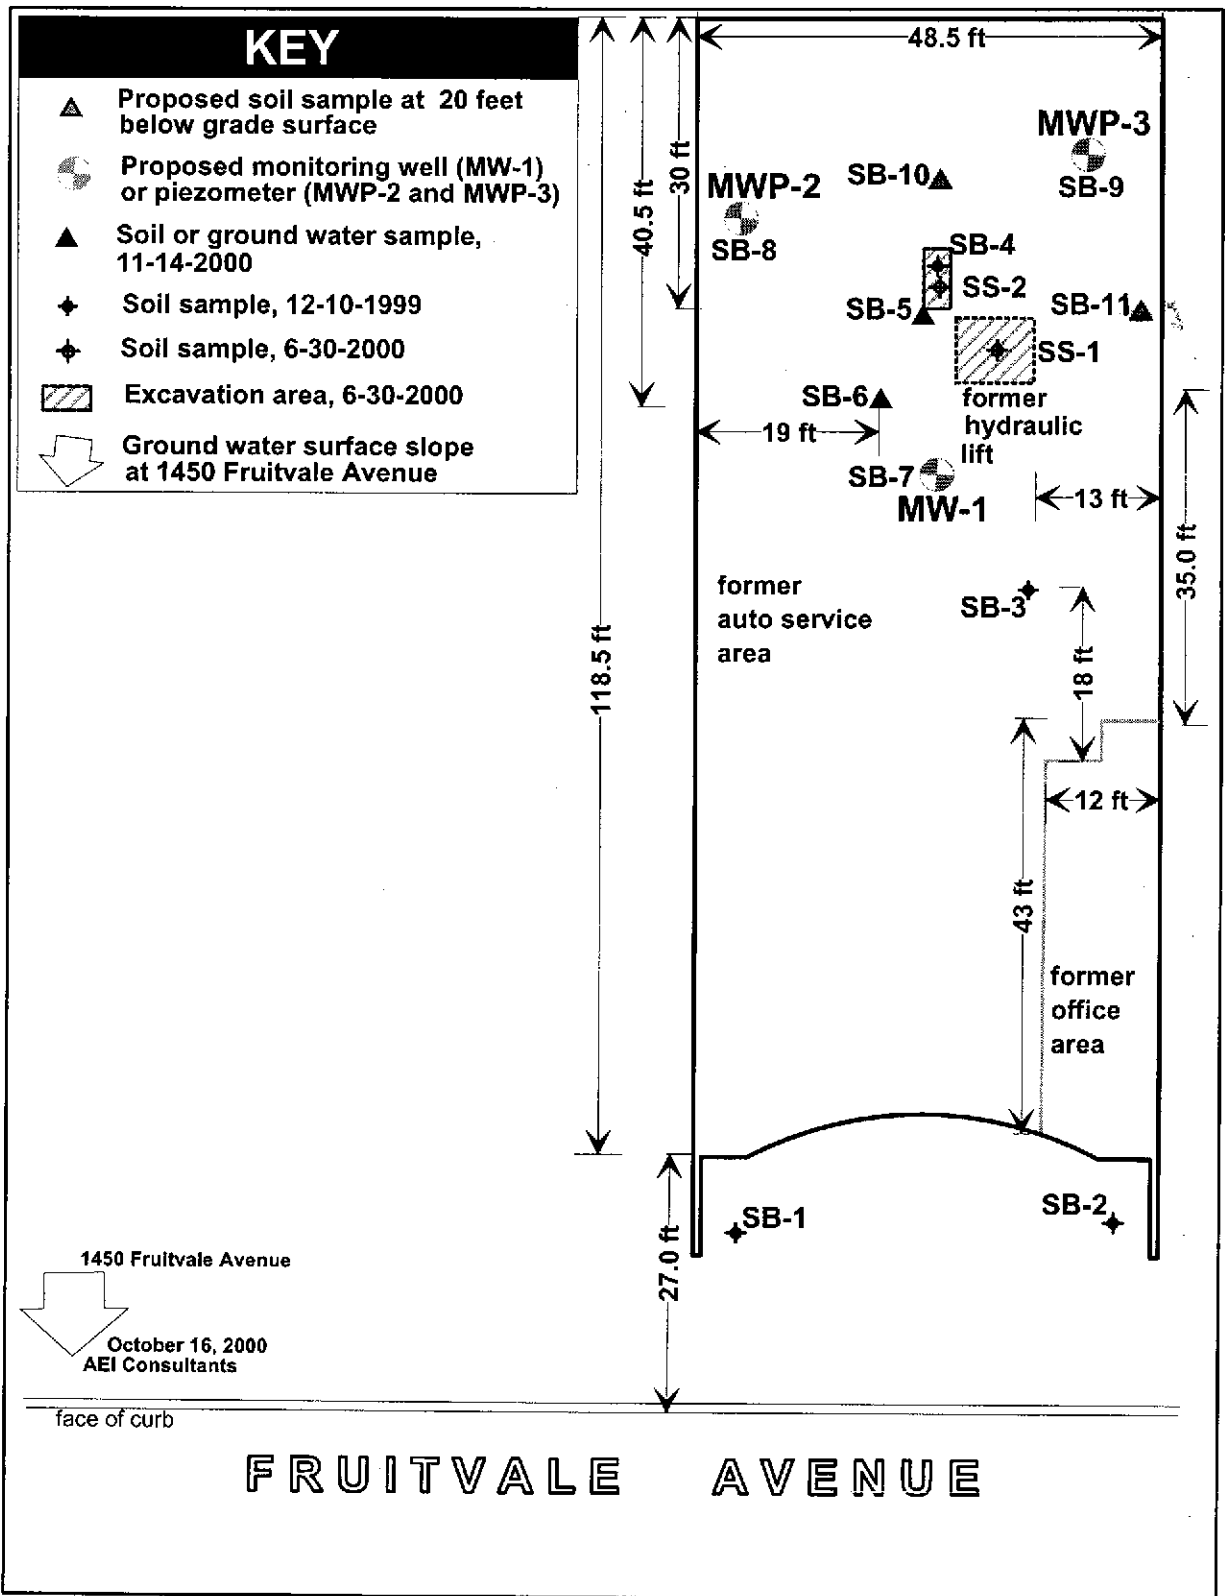 KEY
Proposed soil sample at 20 feet
below grade surface
Proposed monitoring well (MW-1)
or piezometer (MWP-2 and MWP-3)
Soil or ground water sample,
11-14-2000
Soil sample, 12-10-1999
Soil sample, 6-30-2000
Excavation area, 6-30-2000
Ground water surface slope
at 1450 Fruitvale Avenue
48.5 ft
30 ft
40.5 ft
118.5 ft
MWP-3
SB-9
SB-10
MWP-2
SB-8
SB-4
SS-2
SB-5
SB-11
SS-1
SB-6
former
hydraulic
lift
19 ft
SB-7
MW-1
13 ft
35.0 ft
former
auto service
area
SB-3
18 ft
12 ft
43 ft
former
office
area
SB-1
SB-2
27.0 ft
1450 Fruitvale Avenue
October 16, 2000
AEI Consultants
face of curb
FRUITVALE AVENUE